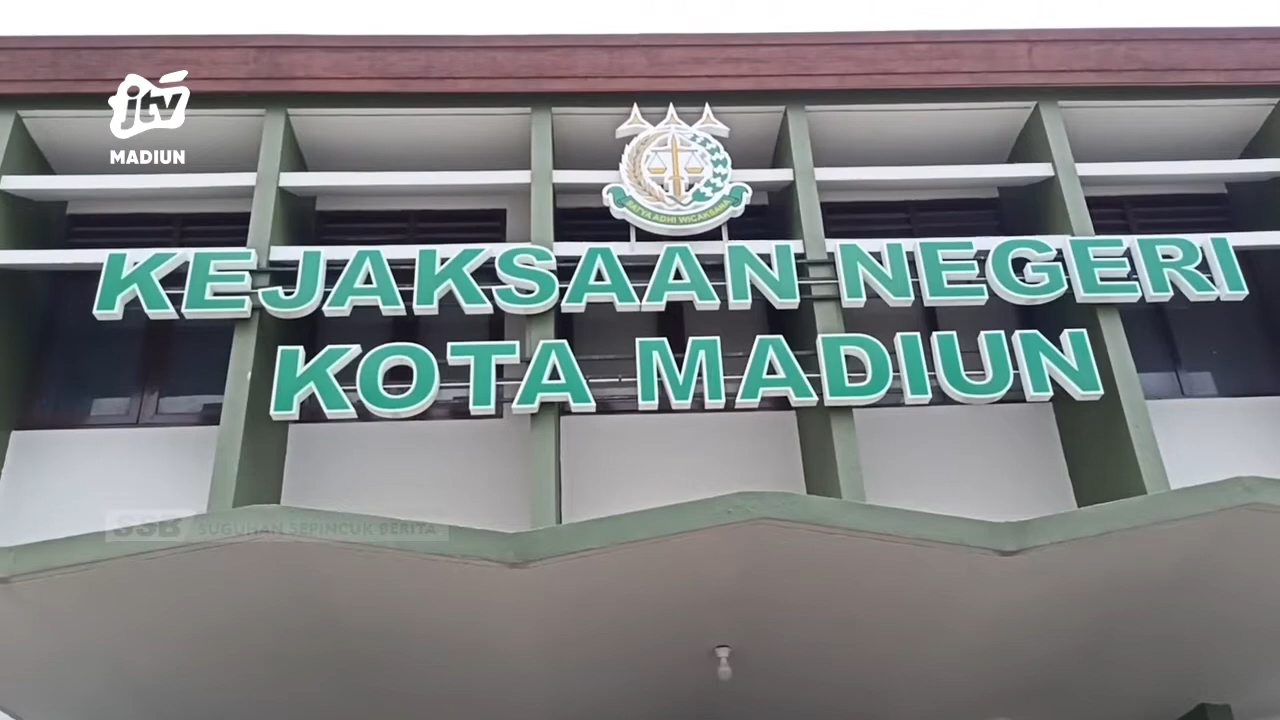 jtv
MADIUN
SATYA ADHI WICAKSANA
KEJAKSAAN NEGERI
KOTA MADIUN
SSB SUGUHAN SEPINCUK BERITA